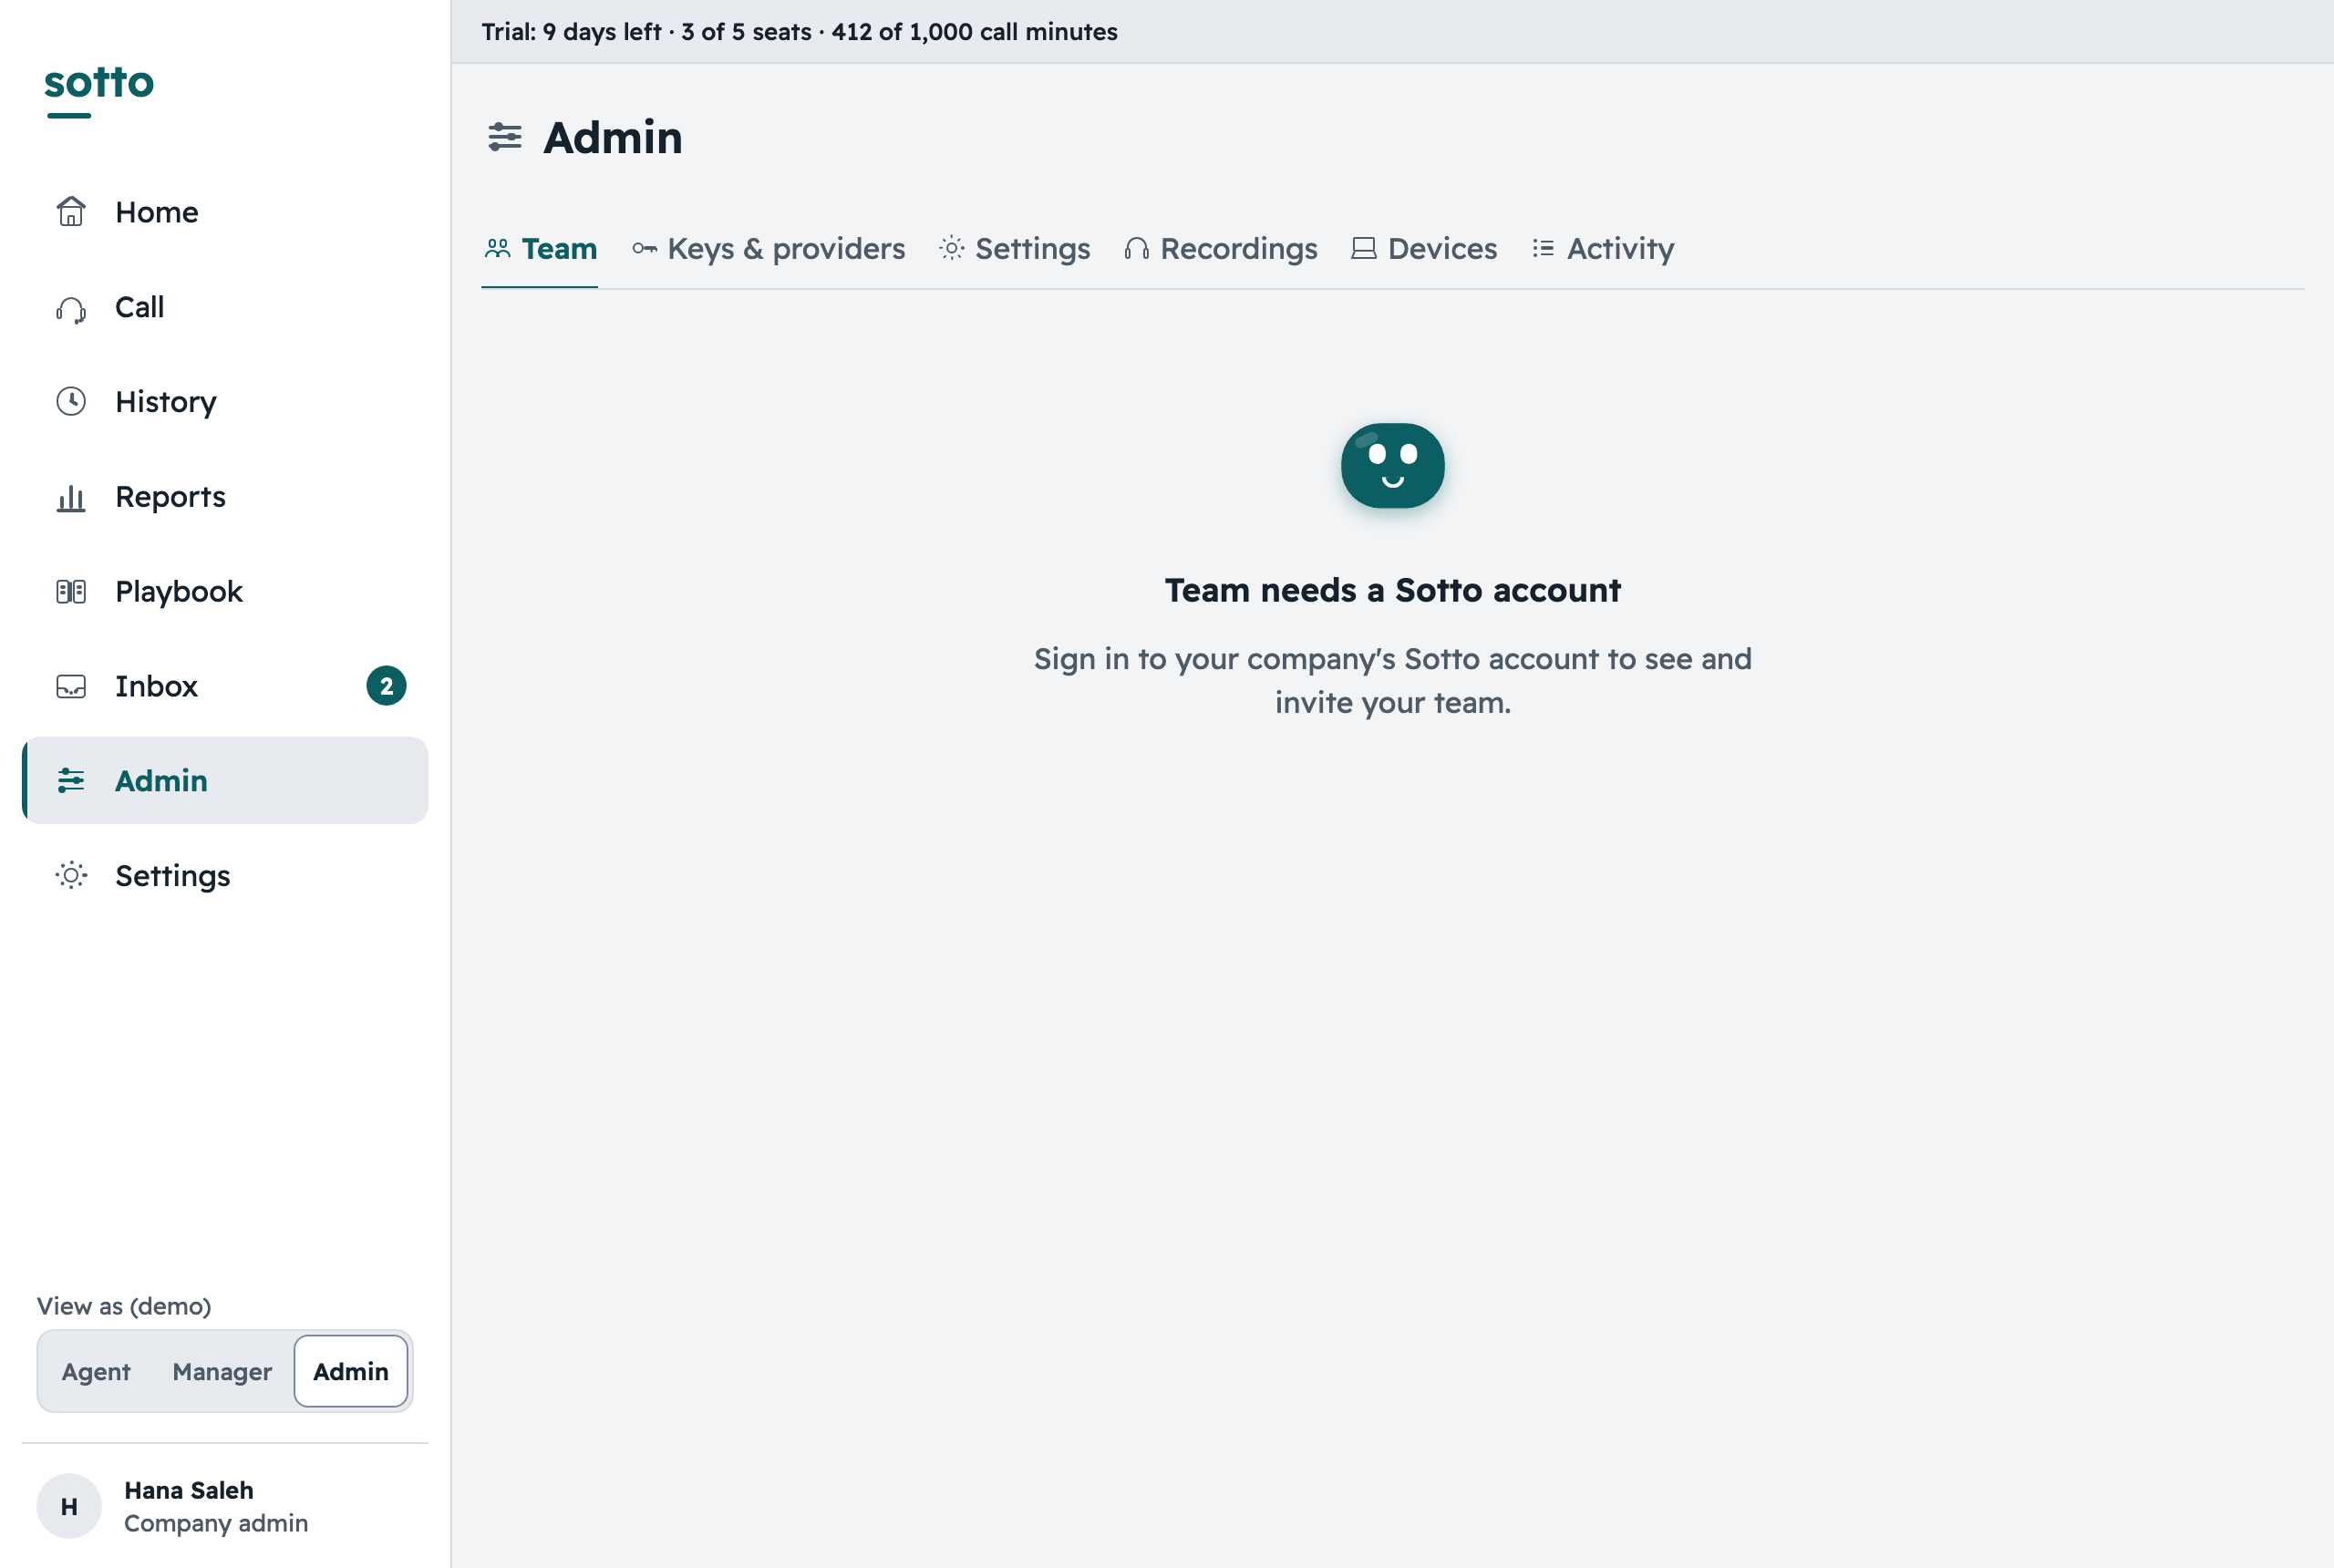 sotto
Home
Call
History
Reports
Playbook
Inbox 2
Admin
Settings
View as (demo)
Agent Manager Admin
H
Hana Saleh
Company admin
Trial: 9 days left · 3 of 5 seats · 412 of 1,000 call minutes
Admin
Team Keys & providers Settings Recordings Devices Activity
Team needs a Sotto account
Sign in to your company's Sotto account to see and
invite your team.